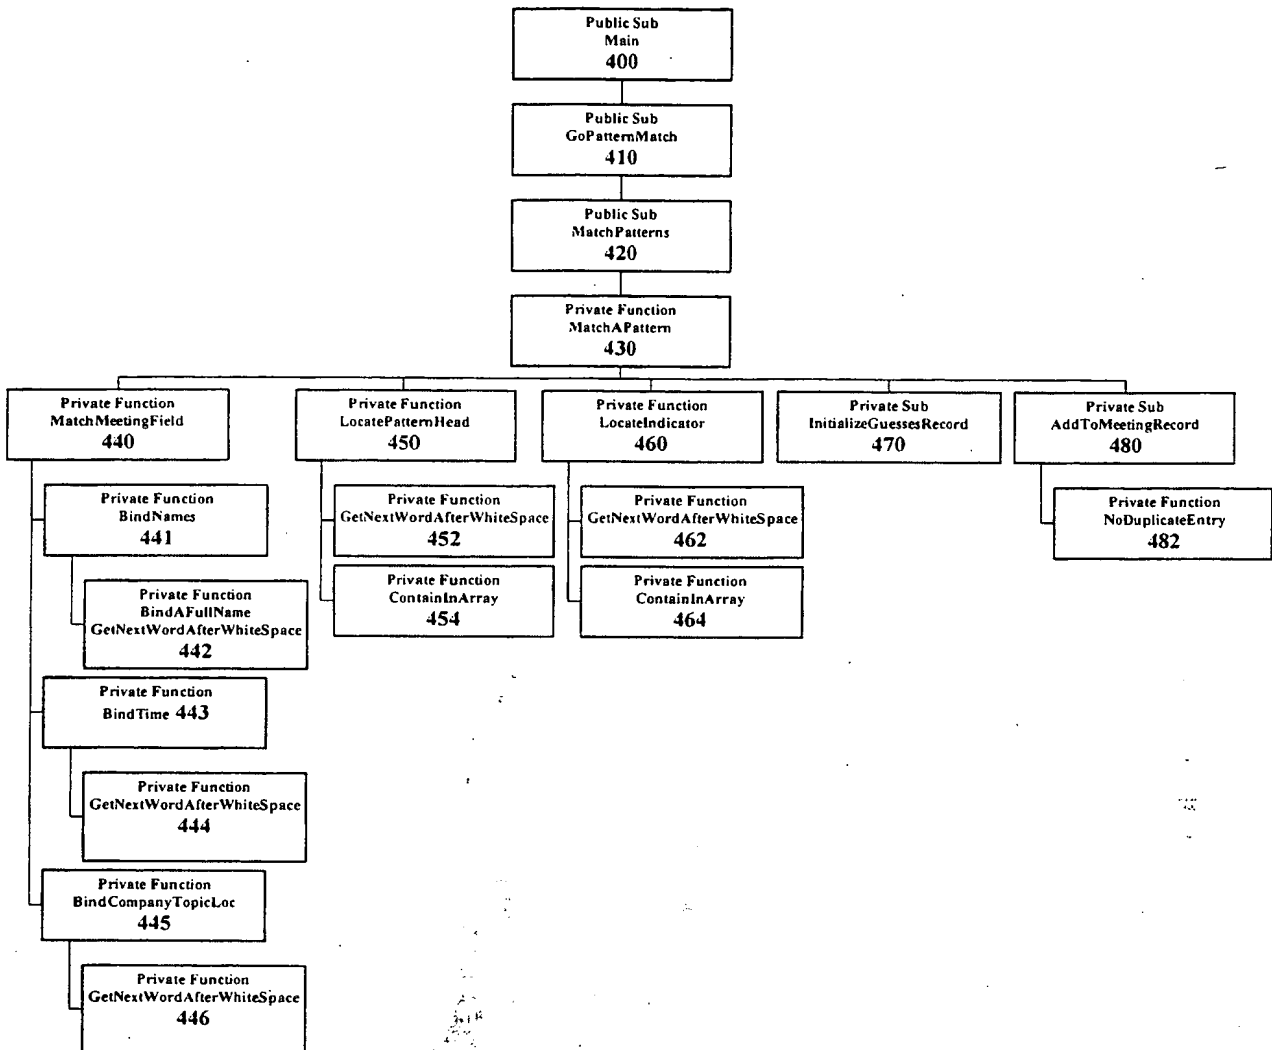 Public Sub
Main
400
Public Sub
GoPatternMatch
410
Public Sub
MatchPatterns
420
Private Function
MatchAPattern
430
Private Function
MatchMeetingField
440
Private Function
LocatePatternHead
450
Private Function
LocateIndicator
460
Private Sub
InitializeGuessesRecord
470
Private Sub
AddToMeetingRecord
480
Private Function
BindNames
441
Private Function
GetNextWordAfterWhiteSpace
452
Private Function
GetNextWordAfterWhiteSpace
462
Private Function
NoDuplicateEntry
482
Private Function
BindAFullName
GetNextWordAfterWhiteSpace
442
Private Function
ContainInArray
454
Private Function
ContainInArray
464
Private Function
BindTime 443
Private Function
GetNextWordAfterWhiteSpace
444
Private Function
BindCompanyTopicLoc
445
Private Function
GetNextWordAfterWhiteSpace
446